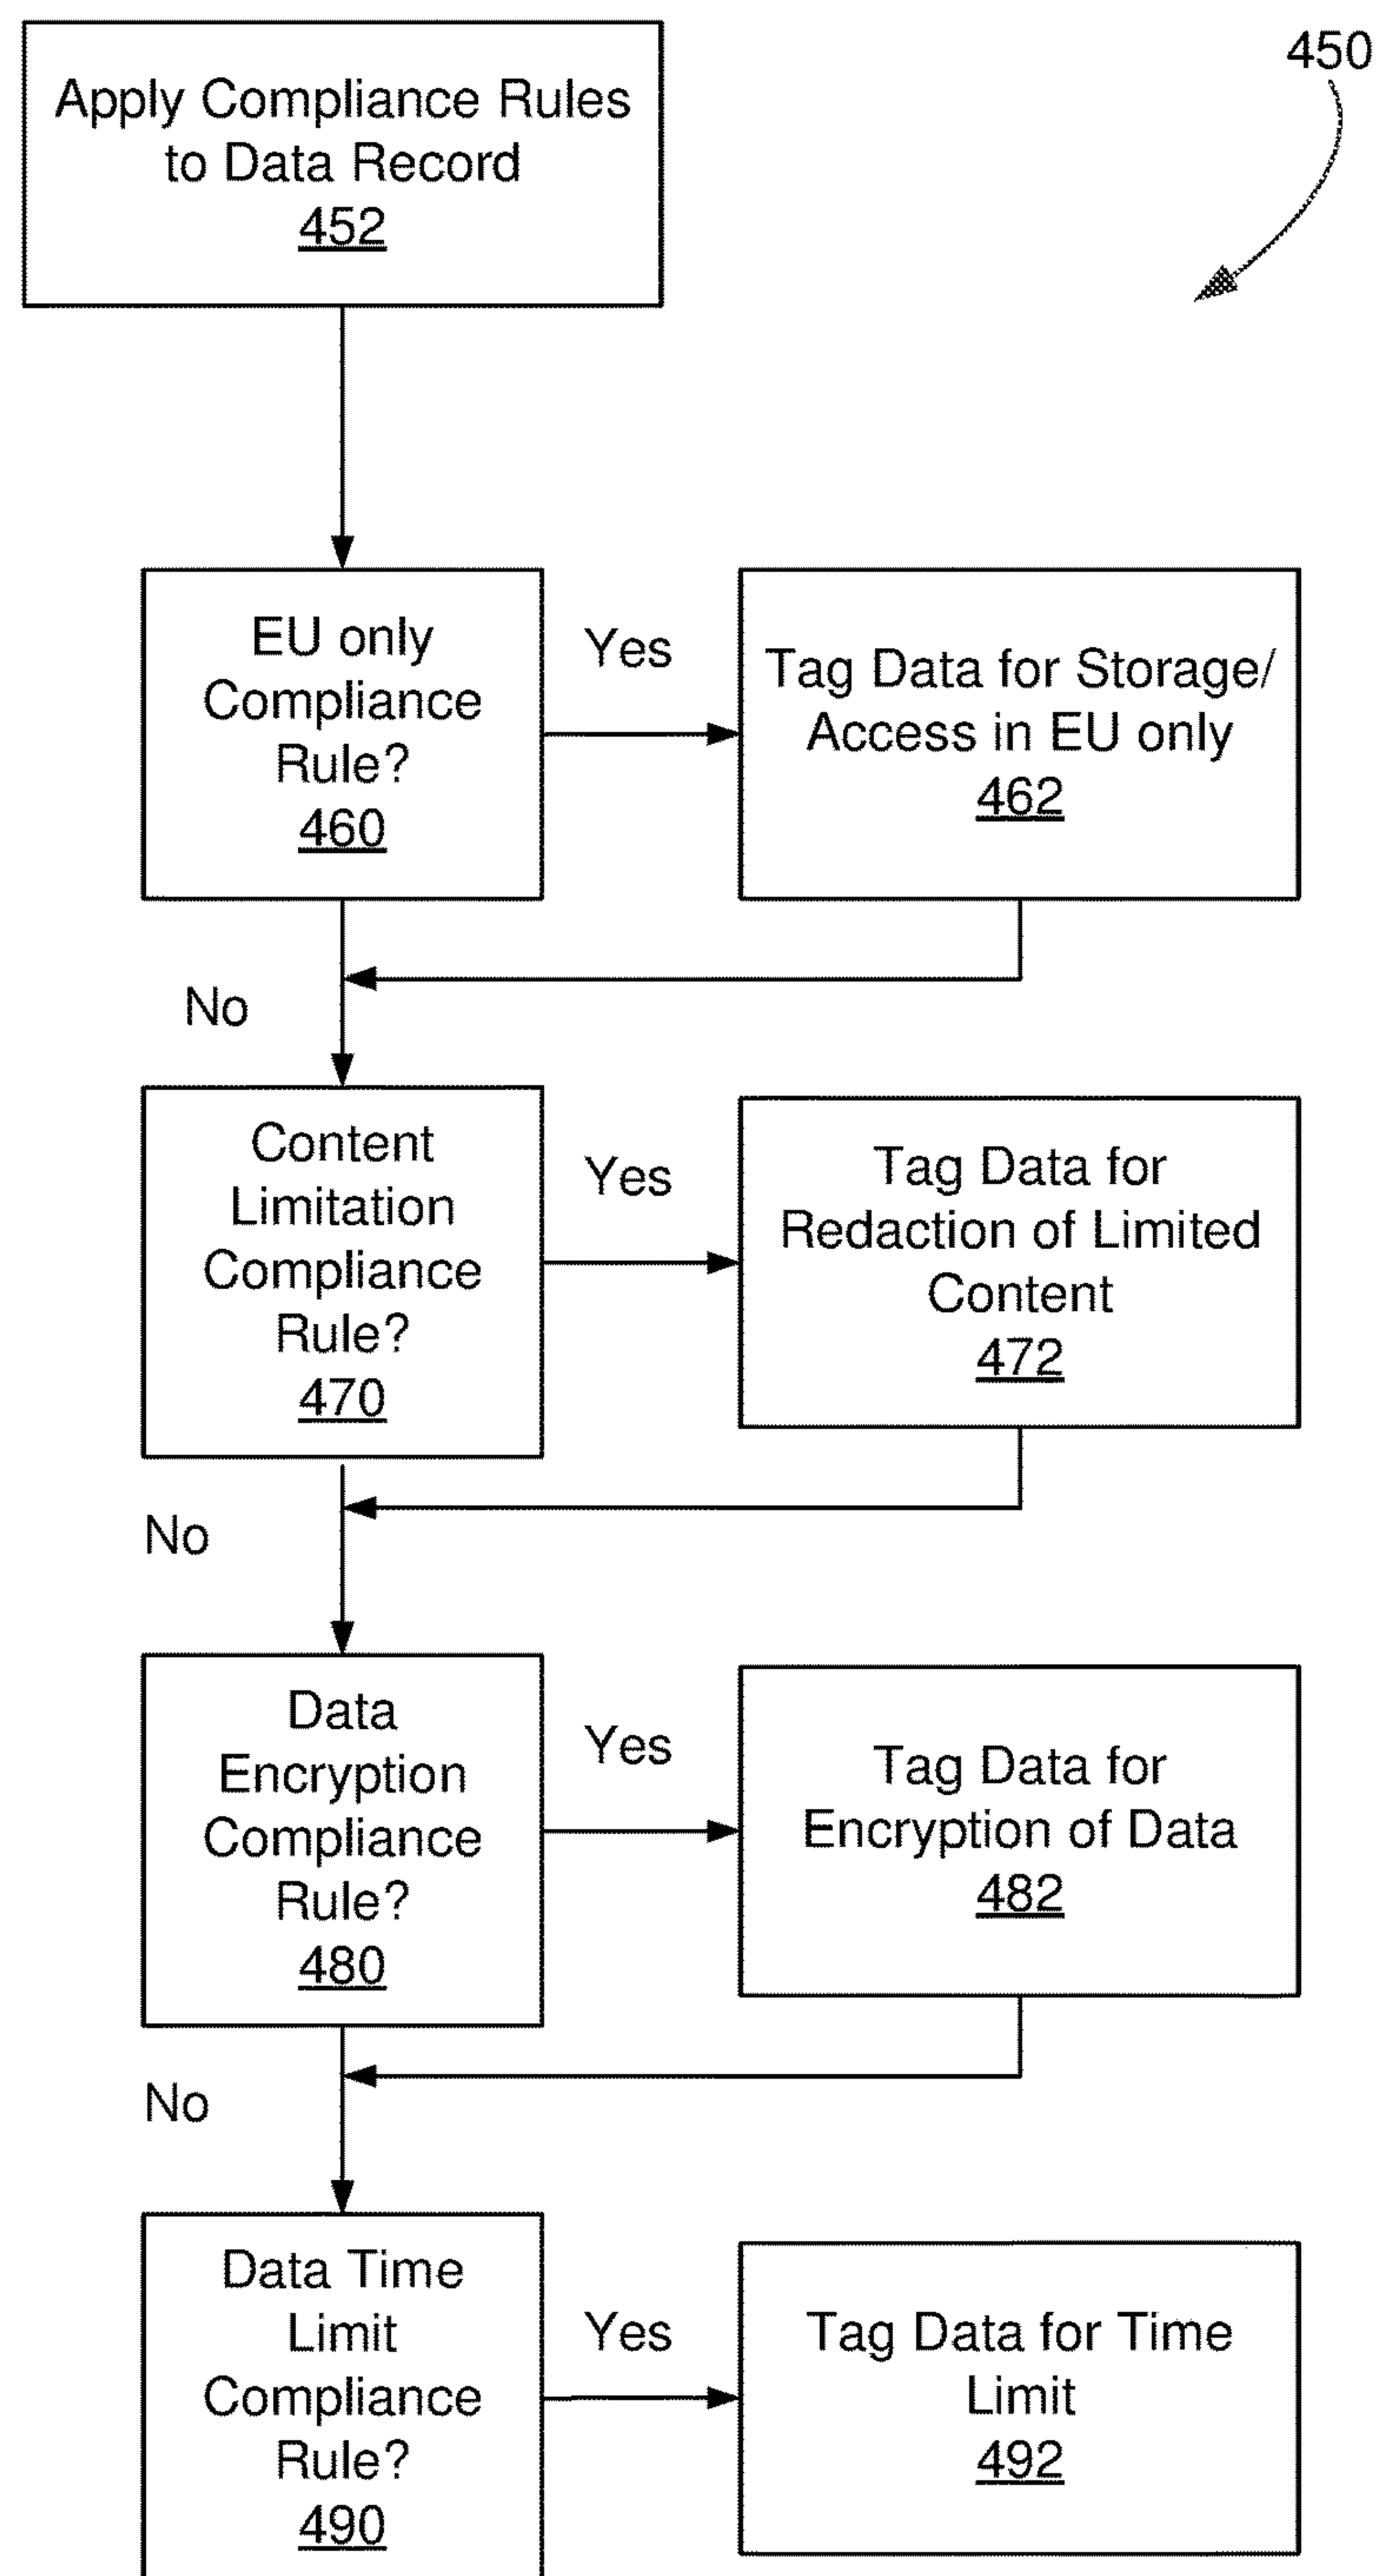 450
Apply Compliance Rules
to Data Record
452
EU only
Compliance
Rule?
460
Yes
Tag Data for Storage/
Access in EU only
462
No
Content
Limitation
Compliance
Rule?
470
Yes
Tag Data for
Redaction of Limited
Content
472
No
Data
Encryption
Compliance
Rule?
480
Yes
Tag Data for
Encryption of Data
482
No
Data Time
Limit
Compliance
Rule?
490
Yes
Tag Data for Time
Limit
492